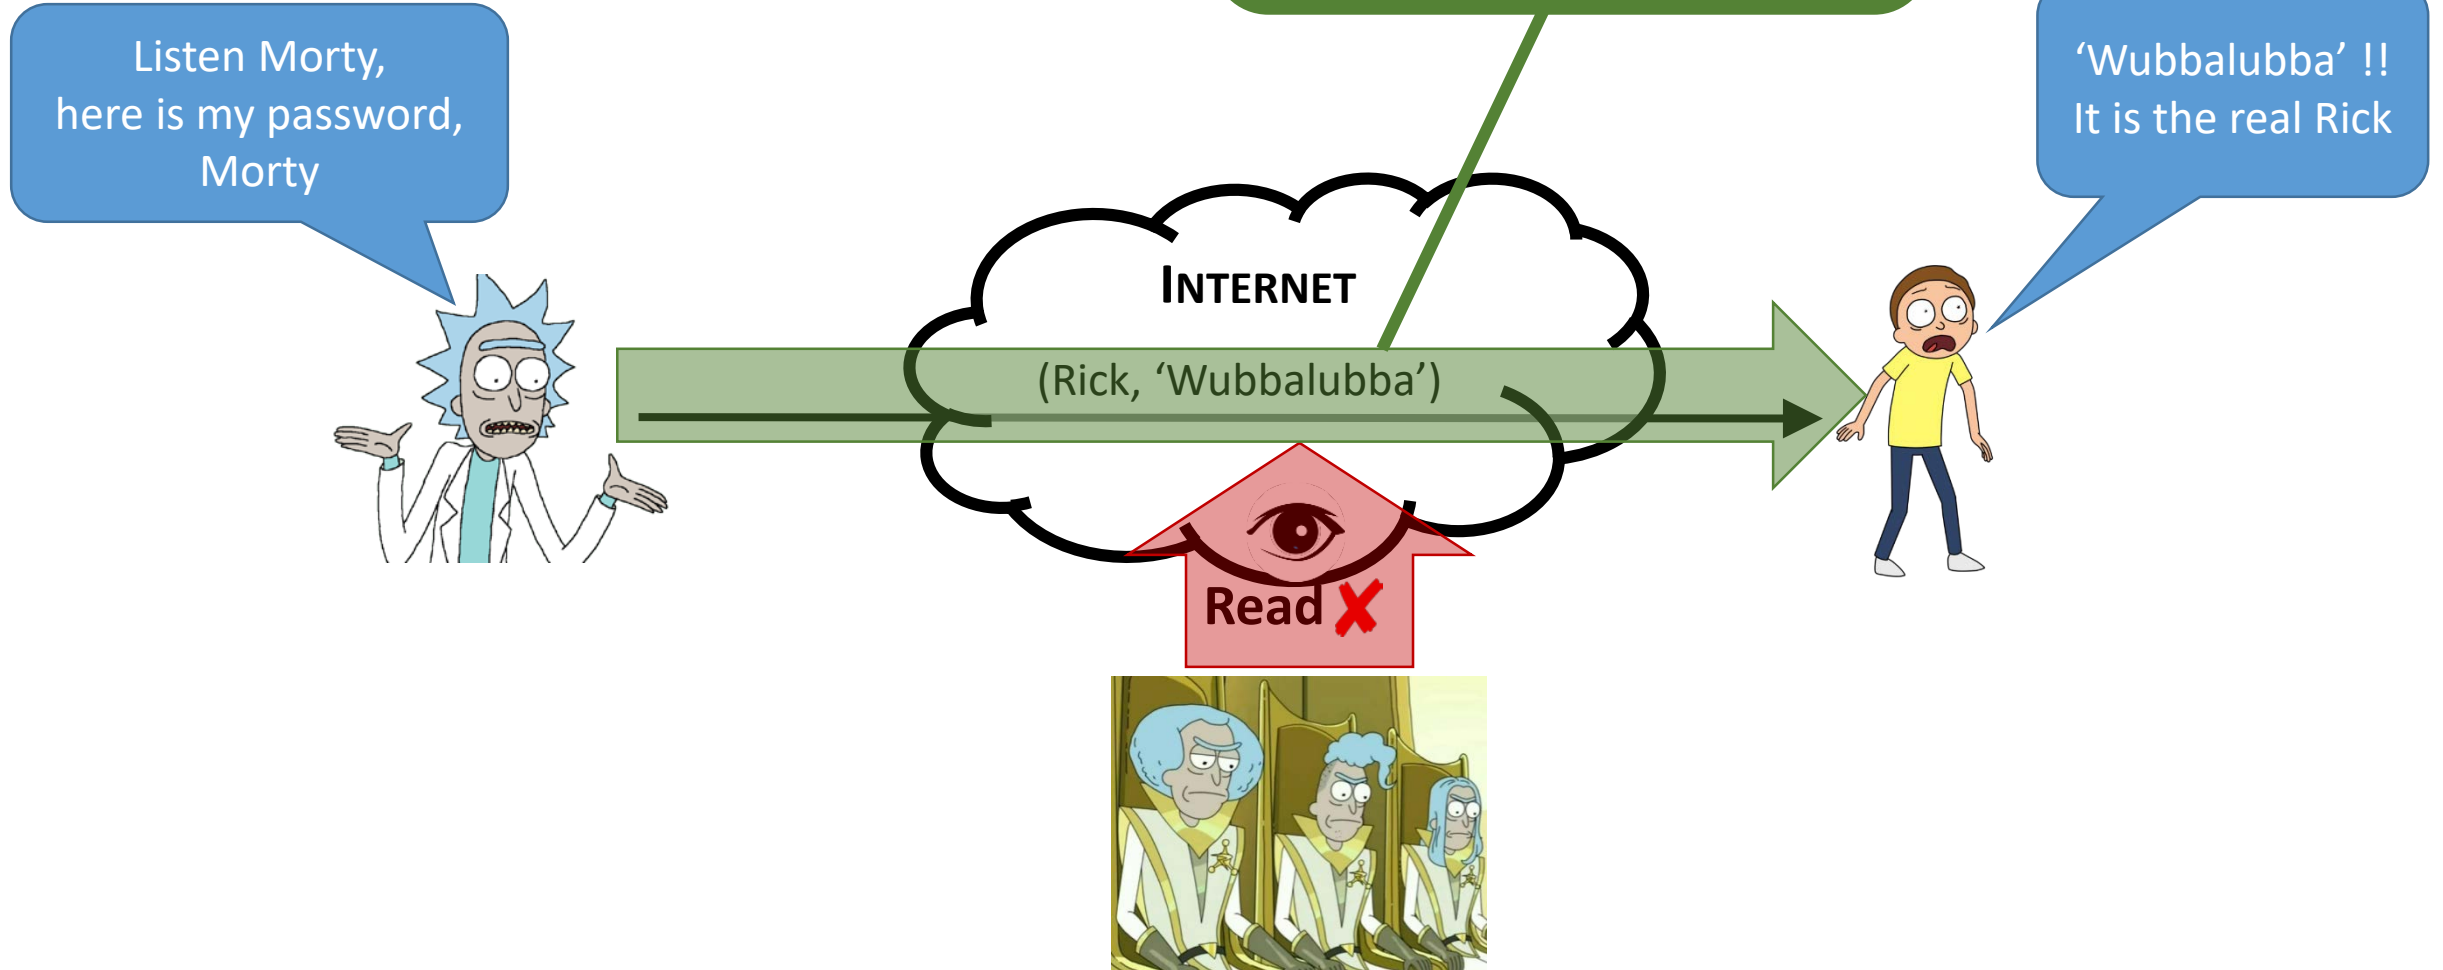 Listen Morty,
here is my password,
Morty
‘Wubbalubba’ !!
It is the real Rick
INTERNET
(Rick, ‘Wubbalubba’)
Read